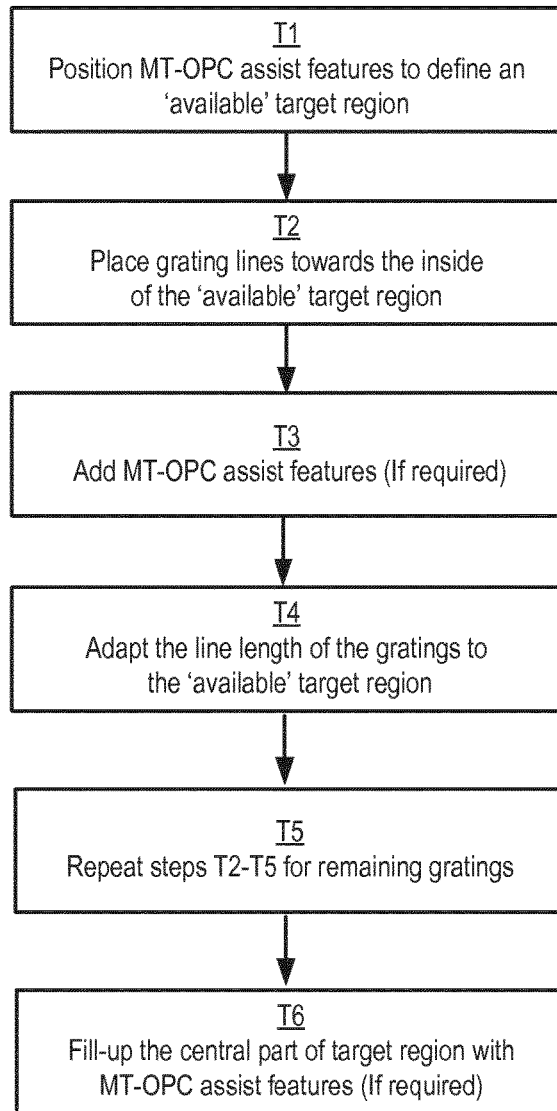 T1
Position MT-OPC assist features to define an
‘available’ target region
T2
Place grating lines towards the inside
of the ‘available’ target region
T3
Add MT-OPC assist features (If required)
T4
Adapt the line length of the gratings to
the ‘available’ target region
T5
Repeat steps T2-T5 for remaining gratings
T6
Fill-up the central part of target region with
MT-OPC assist features (If required)